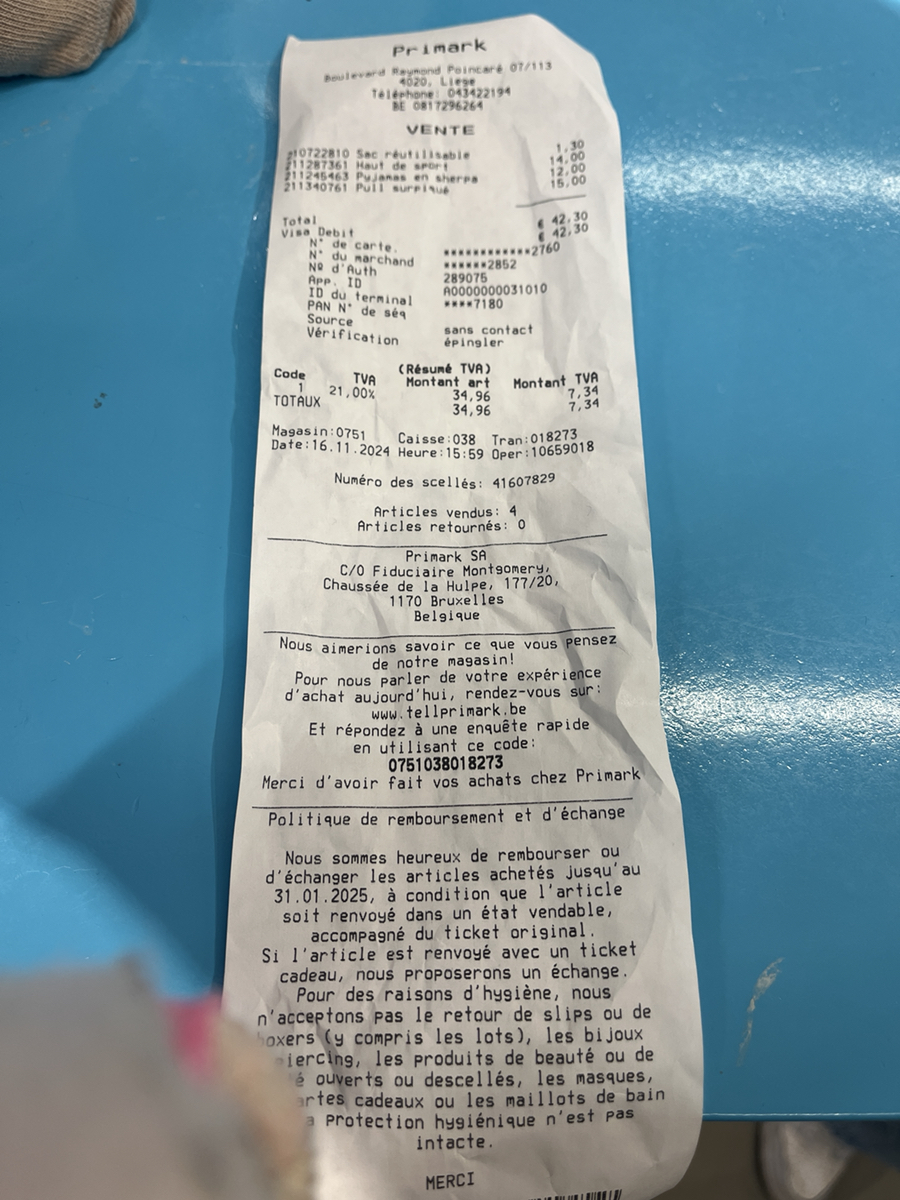 Primark
Boulevard Raymond Poincaré 07/113
4020, Liege
Téléphone: 043422194
BE 0817296264
VENTE
210722810 Sac réutilisable 1,30
211287361 Haut de sport 14,00
211245463 Pyjamas en sherpa 12,00
211340761 Pull surpiqué 15,00
Total € 42,30
Visa Debit € 42,30
N° de carte. ************2760
N° du marchand ******2852
Nº d'Auth 289075
App. ID A0000000031010
ID du terminal ****7180
PAN N° de séq
Source sans contact
Vérification épingler
(Résumé TVA)
Code TVA Montant art Montant TVA
1 21,00% 34,96 7,34
TOTAUX 34,96 7,34
Magasin:0751 Caisse:038 Tran:018273
Date:16.11.2024 Heure:15:59 Oper:10659018
Numéro des scellés: 41607829
Articles vendus: 4
Articles retournés: 0
Primark SA
C/O Fiduciaire Montgomery,
Chaussée de la Hulpe, 177/20,
1170 Bruxelles
Belgique
Nous aimerions savoir ce que vous pensez
de notre magasin!
Pour nous parler de votre expérience
d'achat aujourd'hui, rendez-vous sur:
www.tellprimark.be
Et répondez à une enquête rapide
en utilisant ce code:
0751038018273
Merci d'avoir fait vos achats chez Primark
Politique de remboursement et d'échange
Nous sommes heureux de rembourser ou
d'échanger les articles achetés jusqu'au
31.01.2025, à condition que l'article
soit renvoyé dans un état vendable,
accompagné du ticket original.
Si l'article est renvoyé avec un ticket
cadeau, nous proposerons un échange.
Pour des raisons d'hygiène, nous
n'acceptons pas le retour de slips ou de
boxers (y compris les lots), les bijoux
les produits de beauté ou de
ouverts ou descellés, les masques,
cadeaux ou les maillots de bain
protection hygiénique n'est pas
intacte.
MERCI